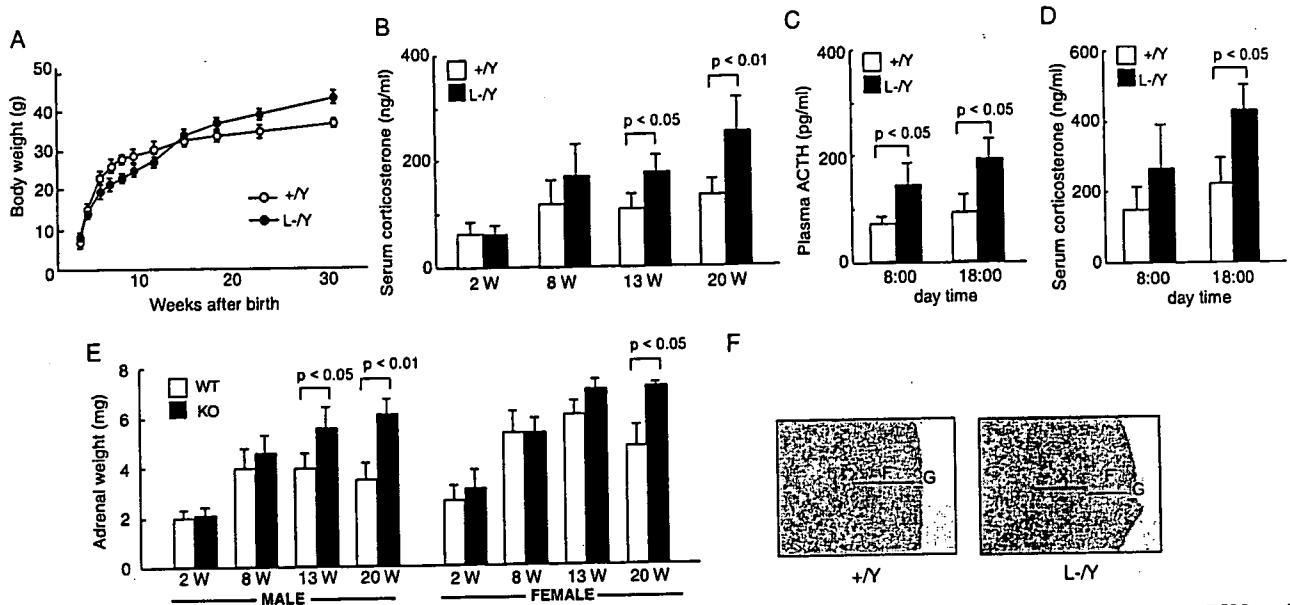 A
Body weight (g)
50
40
30
20
10
+/Y
L-/Y
10
20
30
Weeks after birth
B
Serum corticosterone (ng/ml)
400
200
0
+/Y
L-/Y
p < 0.05
p < 0.01
2 W
8 W
13 W
20 W
C
Plasma ACTH (pg/ml)
400
200
0
+/Y
L-/Y
p < 0.05
p < 0.05
8:00
18:00
day time
D
Serum corticosterone (ng/ml)
600
400
200
0
+/Y
L-/Y
p < 0.05
8:00
18:00
day time
E
Adrenal weight (mg)
8
6
4
2
0
WT
KO
p < 0.05
p < 0.01
p < 0.05
2 W
8 W
13 W
20 W
2 W
8 W
13 W
20 W
MALE
FEMALE
F
F
G
F
G
+/Y
L-/Y